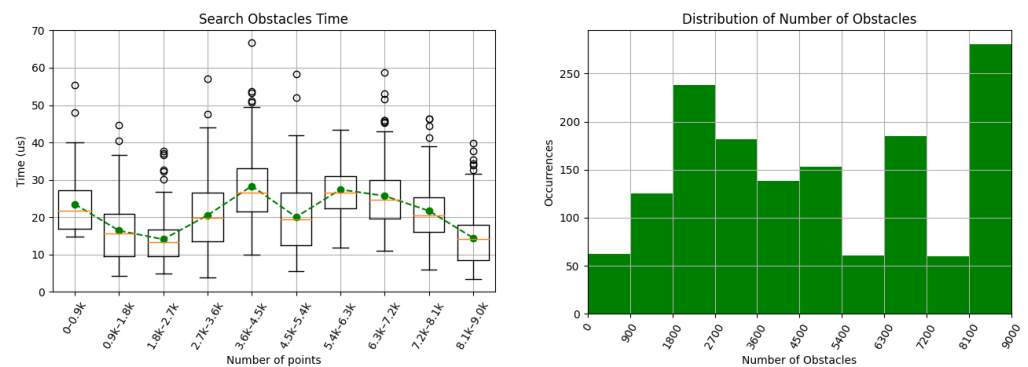 Search Obstacles Time
Time (us)
70
60
50
40
30
20
10
0
0–0.9k
0.9k–1.8k
1.8k–2.7k
2.7k–3.6k
3.6k–4.5k
4.5k–5.4k
5.4k–6.3k
6.3k–7.2k
7.2k–8.1k
8.1k–9.0k
Number of points
Distribution of Number of Obstacles
Occurrences
250
200
150
100
50
0
0
900
1800
2700
3600
4500
5400
6300
7200
8100
9000
Number of Obstacles